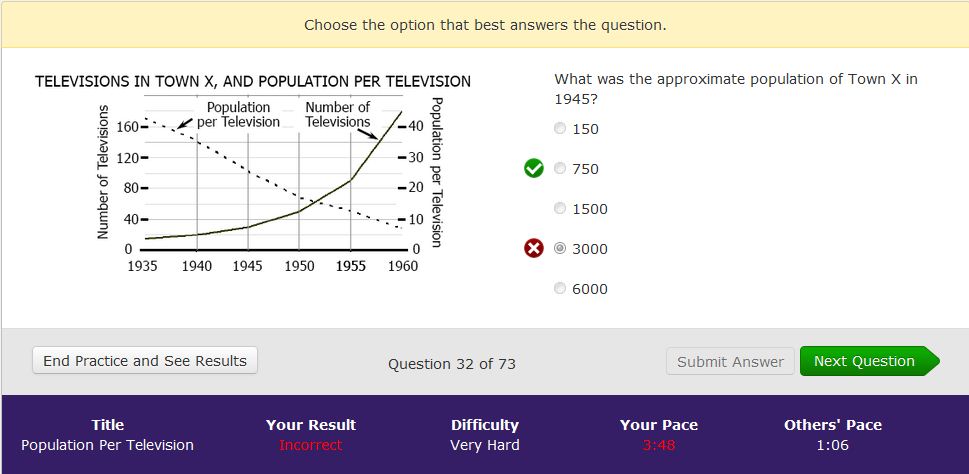 Choose the option that best answers the question.
TELEVISIONS IN TOWN X, AND POPULATION PER TELEVISION
Population per Television
Number of Televisions
Number of Televisions
160
120
80
40
0
40
30
20
10
0
Population per Television
1935 1940 1945 1950 1955 1960
What was the approximate population of Town X in
1945?
150
750
1500
3000
6000
End Practice and See Results
Question 32 of 73
Submit Answer
Next Question
Title Your Result Difficulty Your Pace Others' Pace
Population Per Television Incorrect Very Hard 3:48 1:06